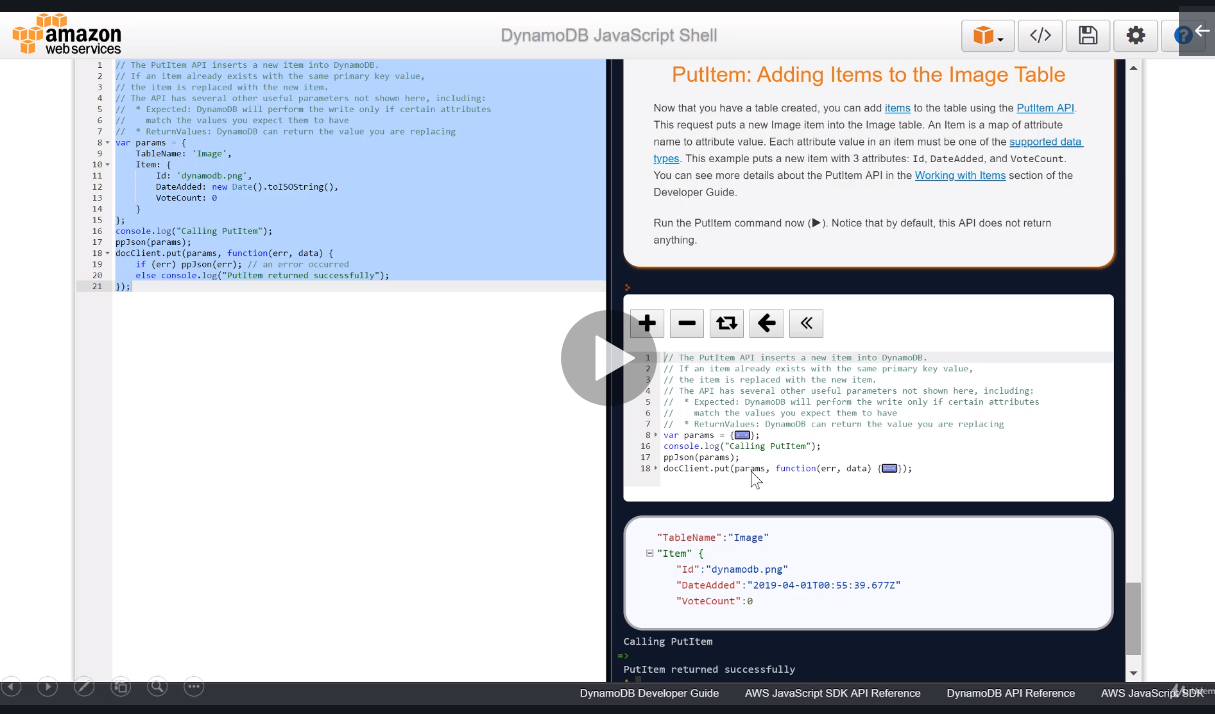 amazon
web services
DynamoDB JavaScript Shell
</>
?
1 // The PutItem API inserts a new item into DynamoDB.
2 // If an item already exists with the same primary key value,
3 // the item is replaced with the new item.
4 // The API has several other useful parameters not shown here, including:
5 // * Expected: DynamoDB will perform the write only if certain attributes
6 // match the values you expect them to have
7 // * ReturnValues: DynamoDB can return the value you are replacing
8 var params = {
9 TableName: 'Image',
10 Item: {
11 Id: 'dynamodb.png',
12 DateAdded: new Date().toISOString(),
13 VoteCount: 0
14 }
15 };
16 console.log("Calling PutItem");
17 ppJson(params);
18 docClient.put(params, function(err, data) {
19 if (err) ppJson(err); // an error occurred
20 else console.log("PutItem returned successfully");
21 });
PutItem: Adding Items to the Image Table
Now that you have a table created, you can add items to the table using the PutItem API.
This request puts a new Image item into the Image table. An Item is a map of attribute
name to attribute value. Each attribute value in an item must be one of the supported data
types. This example puts a new item with 3 attributes: Id, DateAdded, and VoteCount.
You can see more details about the PutItem API in the Working with Items section of the
Developer Guide.
Run the PutItem command now (▶). Notice that by default, this API does not return
anything.
1 // The PutItem API inserts a new item into DynamoDB.
2 // If an item already exists with the same primary key value,
3 // the item is replaced with the new item.
4 // The API has several other useful parameters not shown here, including:
5 // * Expected: DynamoDB will perform the write only if certain attributes
6 // match the values you expect them to have
7 // * ReturnValues: DynamoDB can return the value you are replacing
8 var params = {};
16 console.log("Calling PutItem");
17 ppJson(params);
18 docClient.put(params, function(err, data) {});
"TableName":"Image"
"Item" {
"Id":"dynamodb.png"
"DateAdded":"2019-04-01T00:55:39.677Z"
"VoteCount":0
Calling PutItem
=>
PutItem returned successfully
DynamoDB Developer Guide AWS JavaScript SDK API Reference DynamoDB API Reference AWS JavaScript SDK